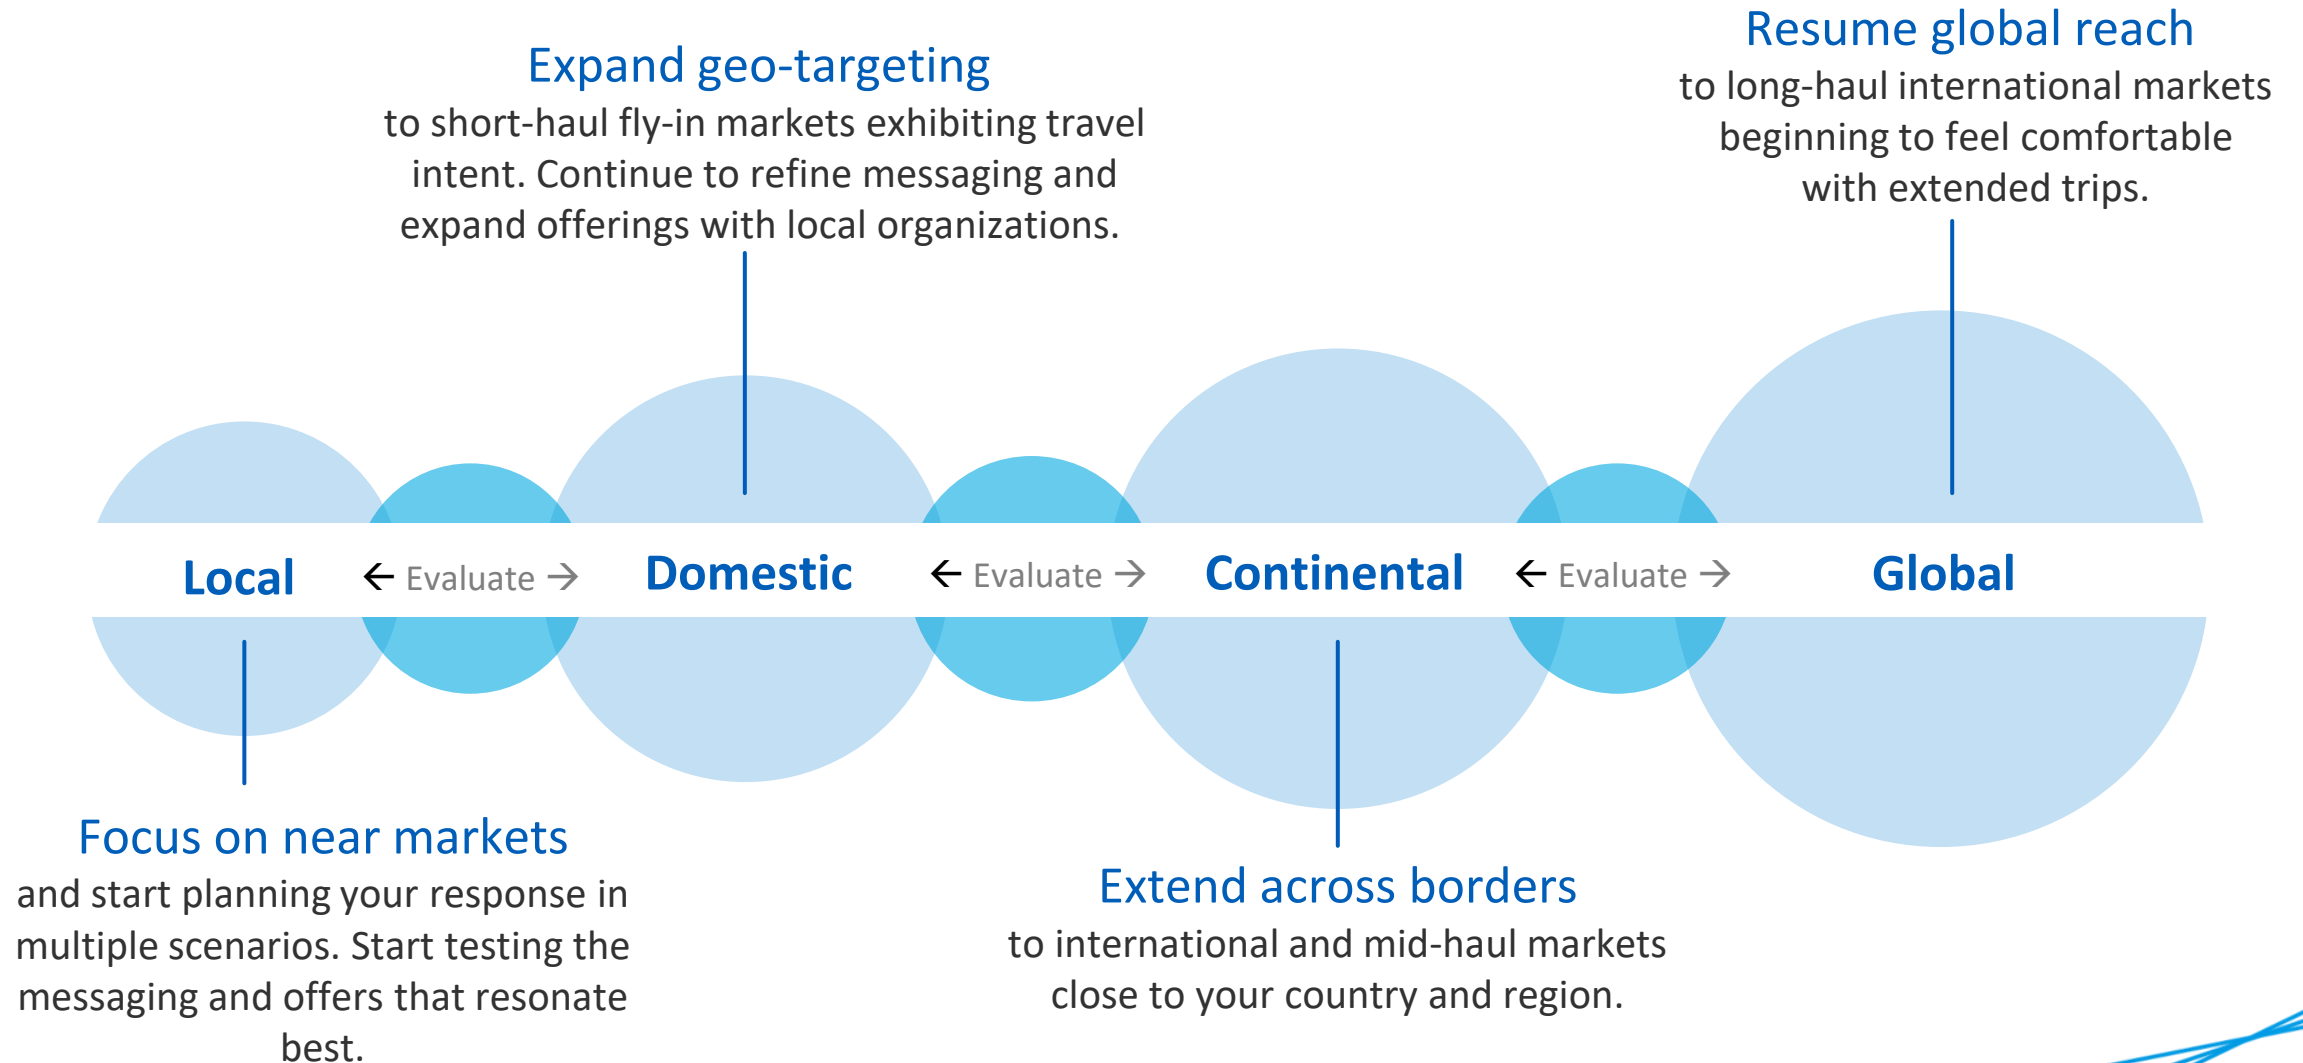 Expand geo-targeting
to short-haul fly-in markets exhibiting travel
intent. Continue to refine messaging and
expand offerings with local organizations.
Resume global reach
to long-haul international markets
beginning to feel comfortable
with extended trips.
Local ← Evaluate → Domestic ← Evaluate → Continental ← Evaluate → Global
Focus on near markets
and start planning your response in
multiple scenarios. Start testing the
messaging and offers that resonate
best.
Extend across borders
to international and mid-haul markets
close to your country and region.